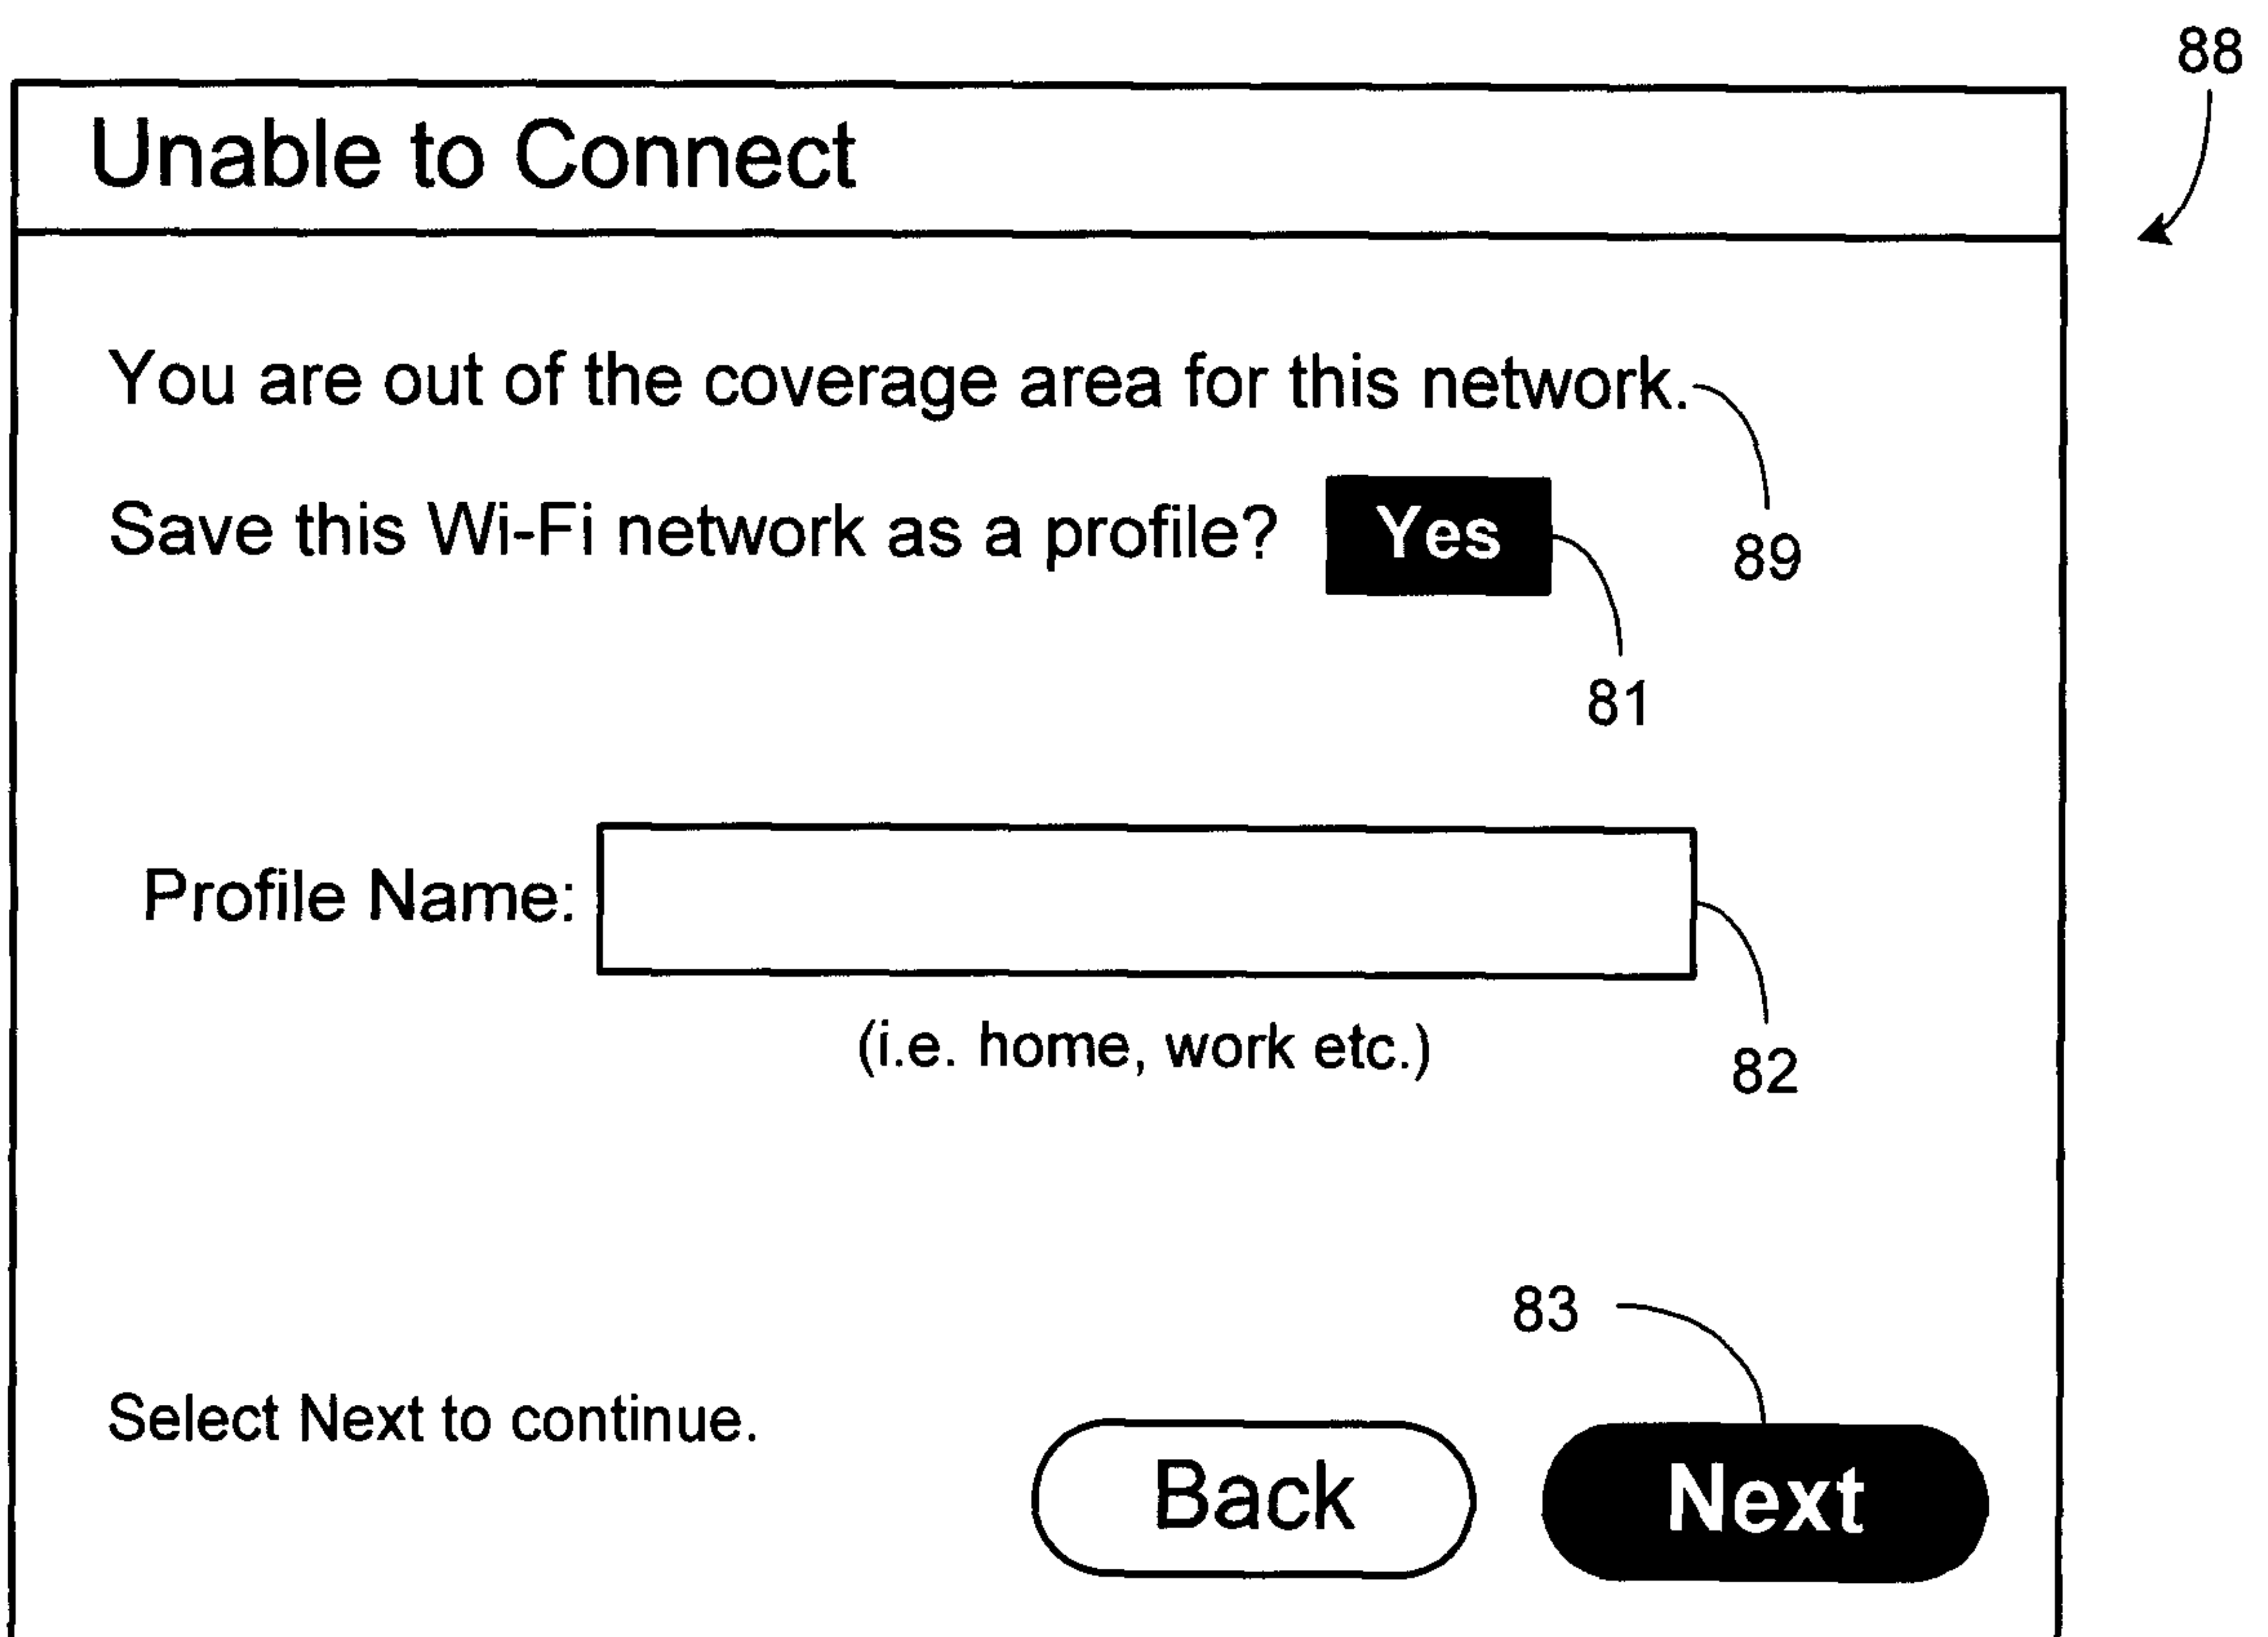 88
Unable to Connect
You are out of the coverage area for this network.
89
Save this Wi-Fi network as a profile? Yes
81
Profile Name:
82
(i.e. home, work etc.)
83
Select Next to continue.
Back Next